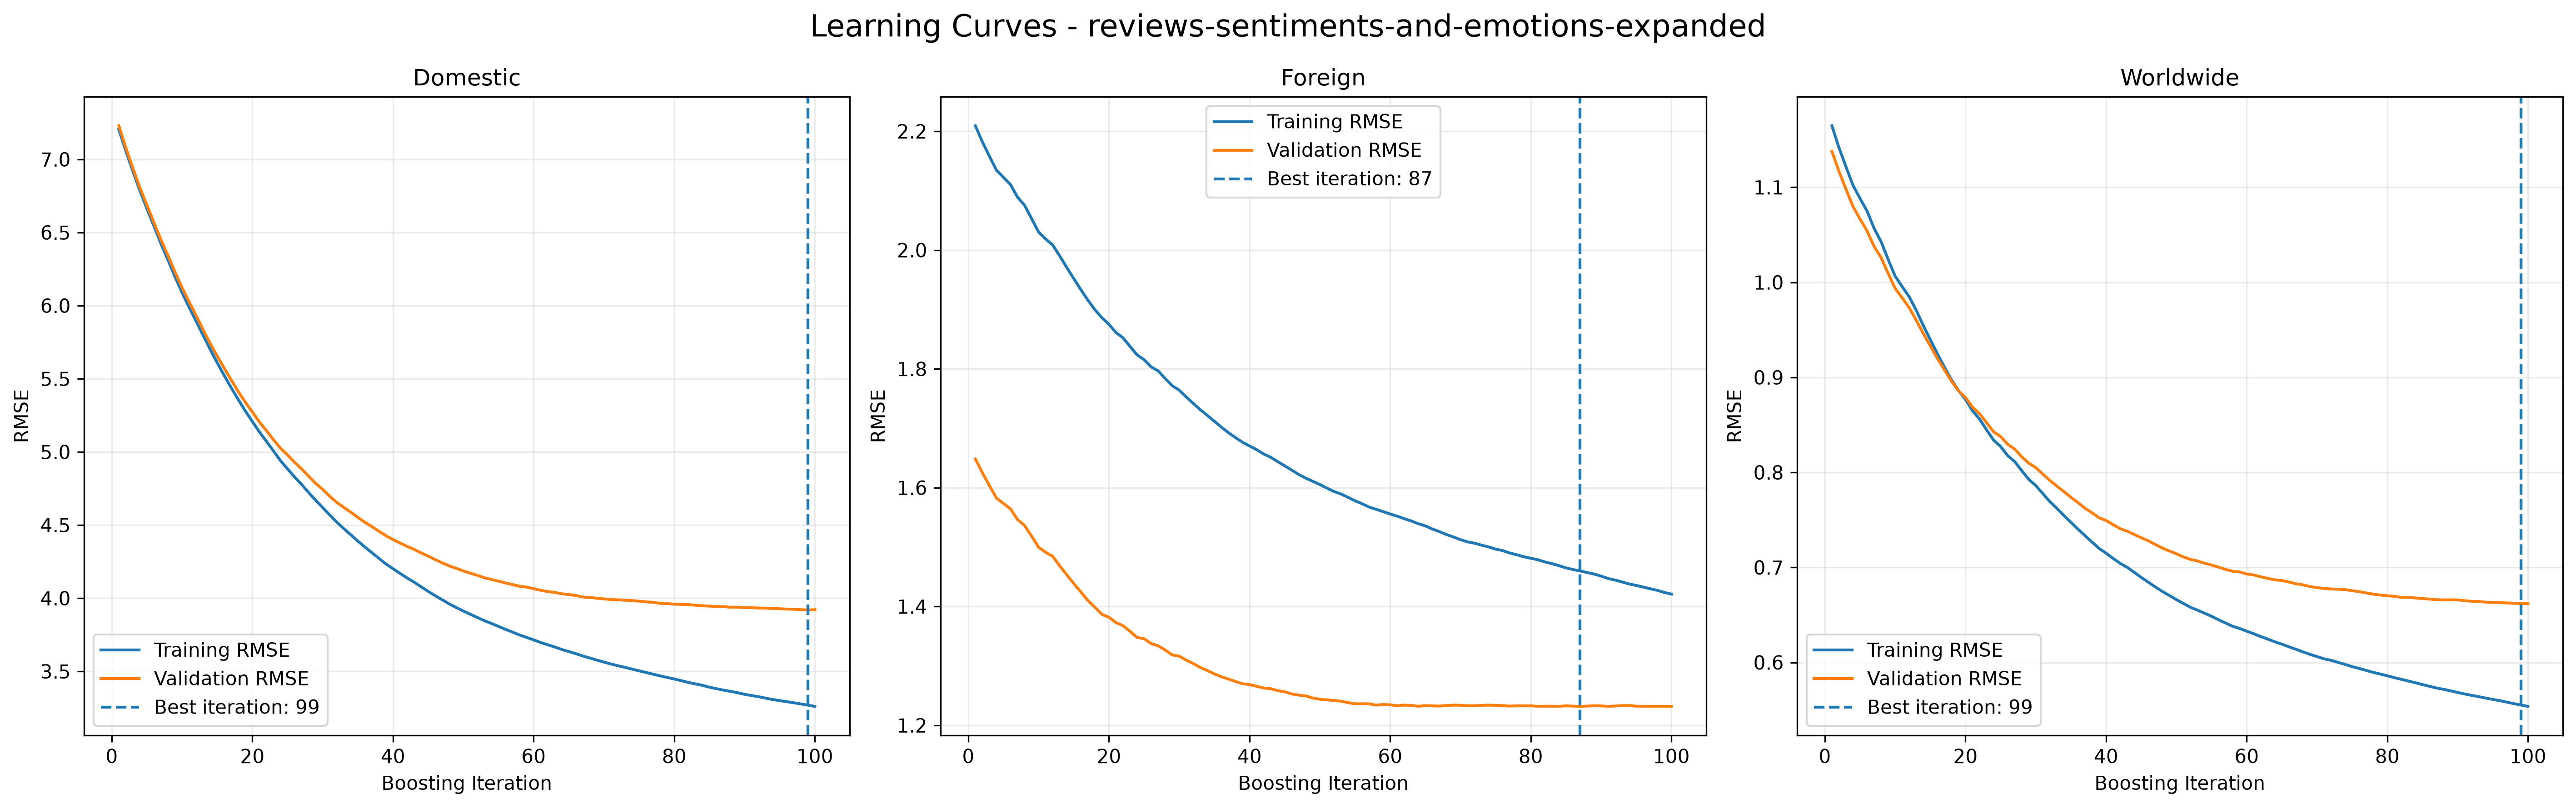 Learning Curves - reviews-sentiments-and-emotions-expanded
Domestic
RMSE
7.0
6.5
6.0
5.5
5.0
4.5
4.0
3.5
Training RMSE
Validation RMSE
Best iteration: 99
0 20 40 60 80 100
Boosting Iteration
Foreign
RMSE
2.2
2.0
1.8
1.6
1.4
1.2
Training RMSE
Validation RMSE
Best iteration: 87
0 20 40 60 80 100
Boosting Iteration
Worldwide
RMSE
1.1
1.0
0.9
0.8
0.7
0.6
Training RMSE
Validation RMSE
Best iteration: 99
0 20 40 60 80 100
Boosting Iteration